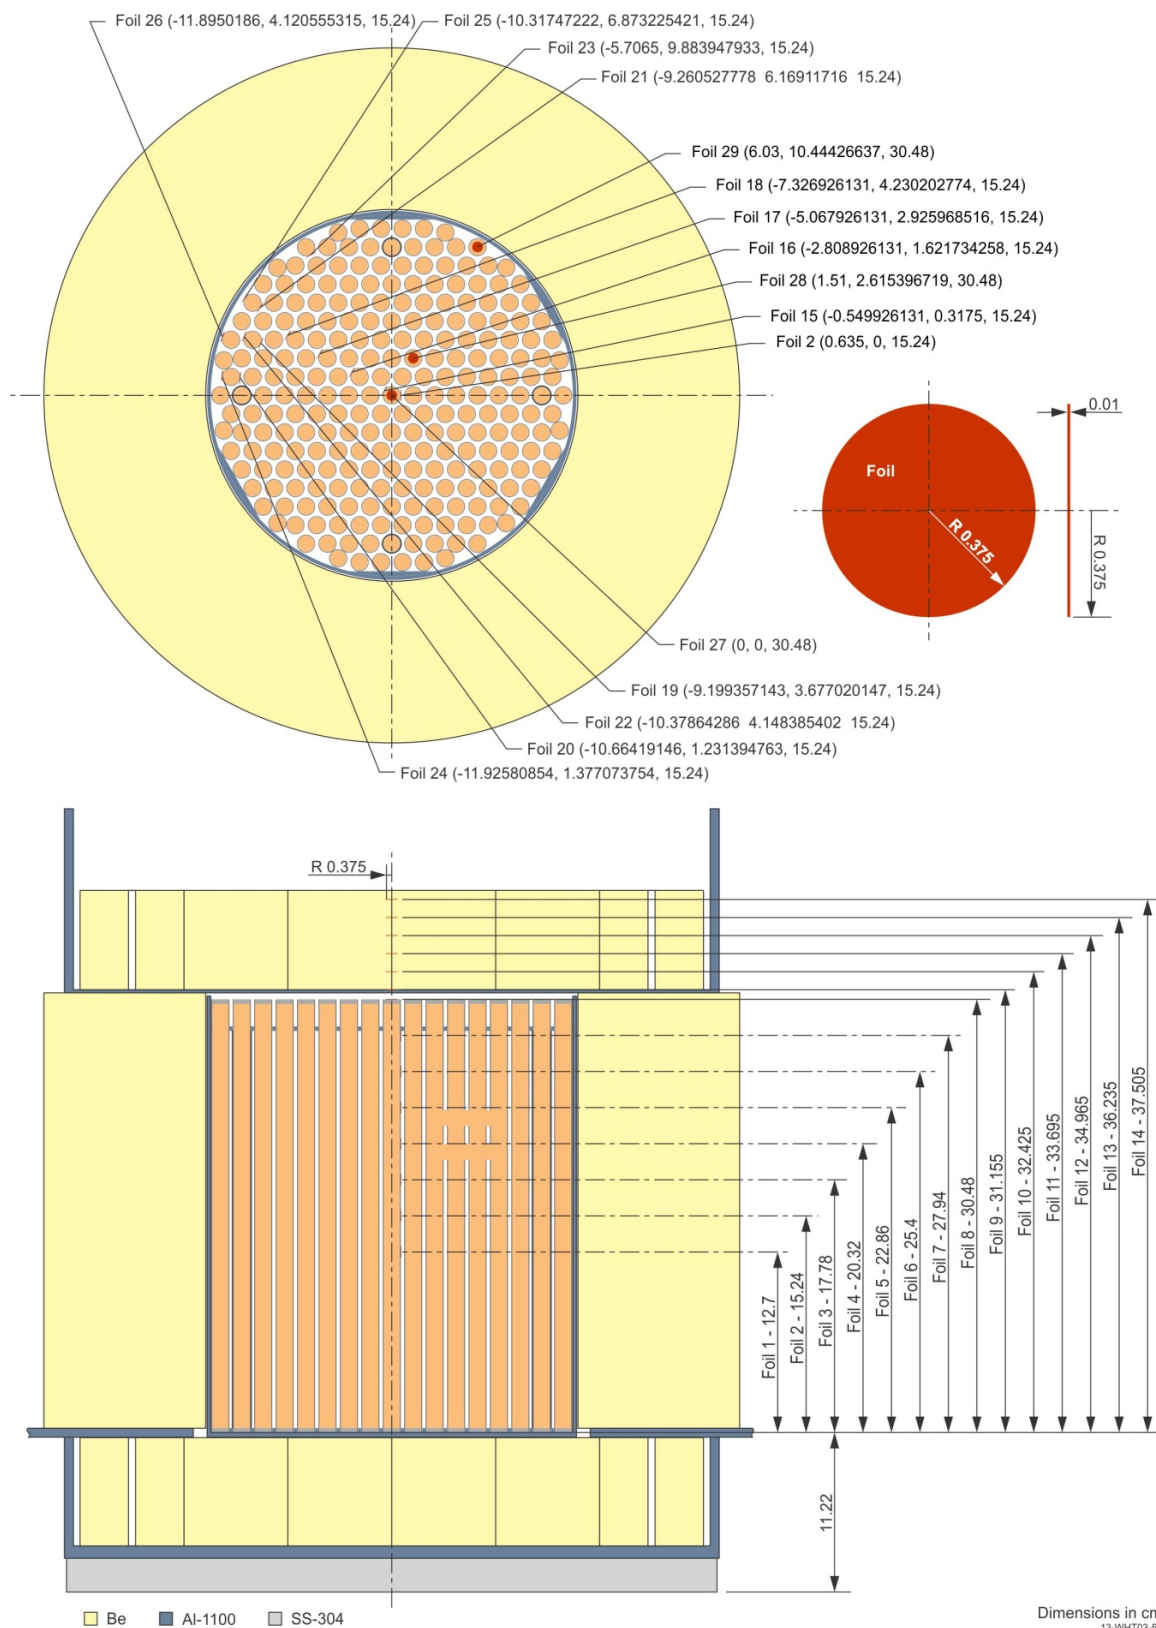 Foil 26 (-11.8950186, 4.120555315, 15.24)
Foil 25 (-10.31747222, 6.873225421, 15.24)
Foil 23 (-5.7065, 9.883947933, 15.24)
Foil 21 (-9.260527778 6.16911716 15.24)
Foil 29 (6.03, 10.44426637, 30.48)
Foil 18 (-7.326926131, 4.230202774, 15.24)
Foil 17 (-5.067926131, 2.925968516, 15.24)
Foil 16 (-2.808926131, 1.621734258, 15.24)
Foil 28 (1.51, 2.615396719, 30.48)
Foil 15 (-0.549926131, 0.3175, 15.24)
Foil 2 (0.635, 0, 15.24)
0.01
Foil
R 0.375
R 0.375
Foil 27 (0, 0, 30.48)
Foil 19 (-9.199357143, 3.677020147, 15.24)
Foil 22 (-10.37864286 4.148385402 15.24)
Foil 20 (-10.66419146, 1.231394763, 15.24)
Foil 24 (-11.92580854, 1.377073754, 15.24)
R 0.375
Foil 1 - 12.7
Foil 2 - 15.24
Foil 3 - 17.78
Foil 4 - 20.32
Foil 5 - 22.86
Foil 6 - 25.4
Foil 7 - 27.94
Foil 8 - 30.48
Foil 9 - 31.155
Foil 10 - 32.425
Foil 11 - 33.695
Foil 12 - 34.965
Foil 13 - 36.235
Foil 14 - 37.505
11.22
Be
Al-1100
SS-304
Dimensions in cm